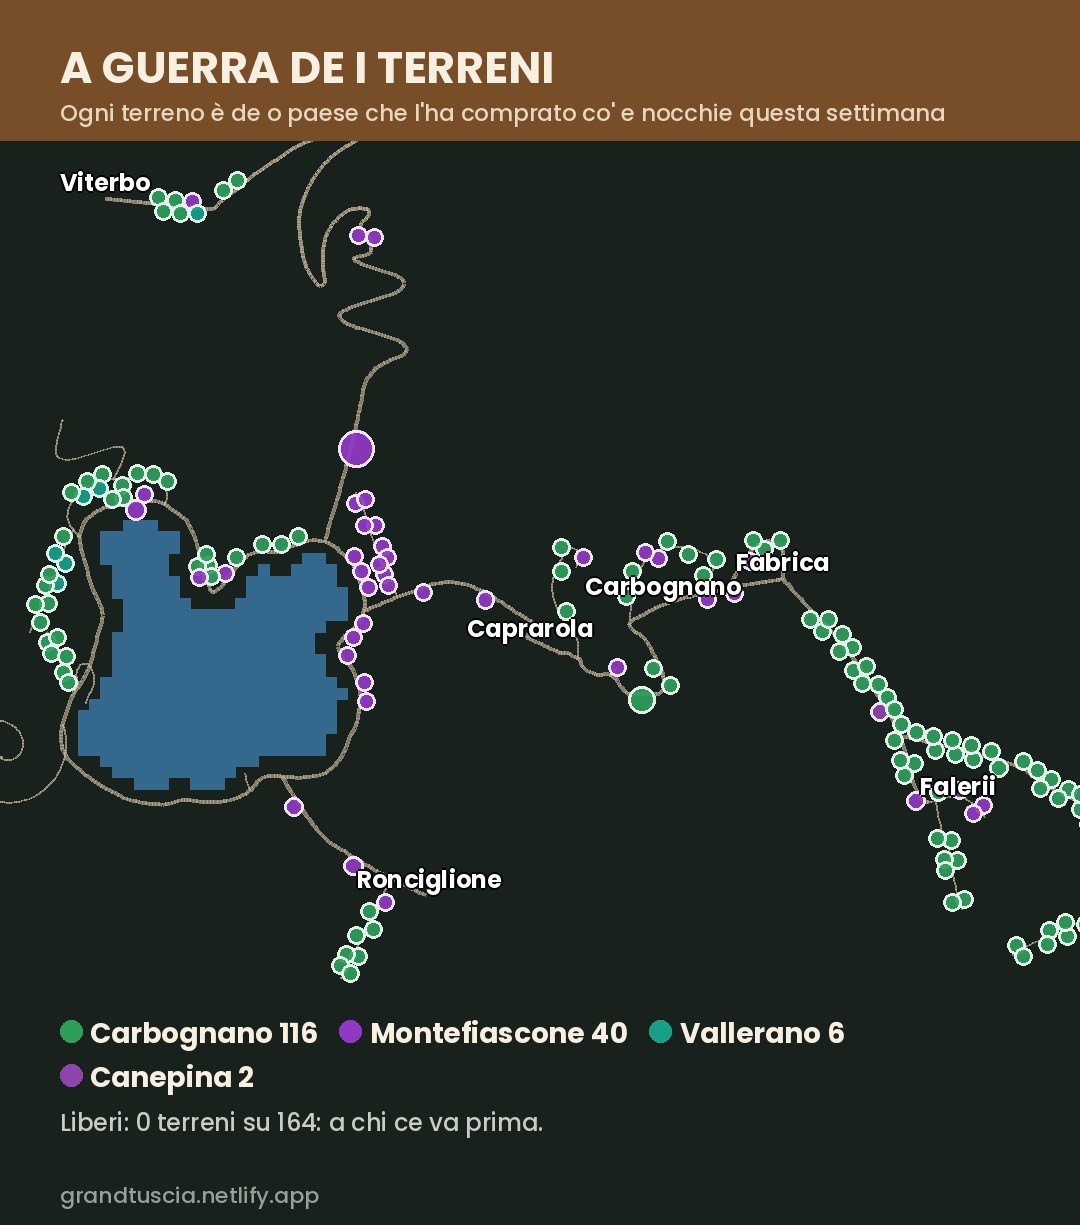 A GUERRA DE I TERRENI
Ogni terreno è de o paese che l'ha comprato co' e nocchie questa settimana
Viterbo
Fabrica
Carbognano
Caprarola
Falerii
Ronciglione
Carbognano 116 Montefiascone 40 Vallerano 6
Canepina 2
Liberi: 0 terreni su 164: a chi ce va prima.
grandtuscia.netlify.app